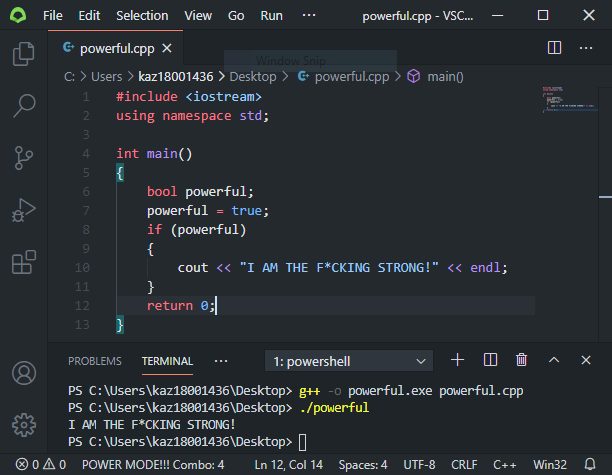 File Edit Selection View Go Run ··· powerful.cpp - VSC...
powerful.cpp
Window Snip
C: > Users > kaz18001436 > Desktop > powerful.cpp > main()
1 #include <iostream>
2 using namespace std;
3
4 int main()
5 {
6 bool powerful;
7 powerful = true;
8 if (powerful)
9 {
10 cout << "I AM THE F*CKING STRONG!" << endl;
11 }
12 return 0;
13 }
PROBLEMS TERMINAL ··· 1: powershell
PS C:\Users\kaz18001436\Desktop> g++ -o powerful.exe powerful.cpp
PS C:\Users\kaz18001436\Desktop> ./powerful
I AM THE F*CKING STRONG!
PS C:\Users\kaz18001436\Desktop>
0 0 POWER MODE!!! Combo: 4 Ln 12, Col 14 Spaces: 4 UTF-8 CRLF C++ Win32